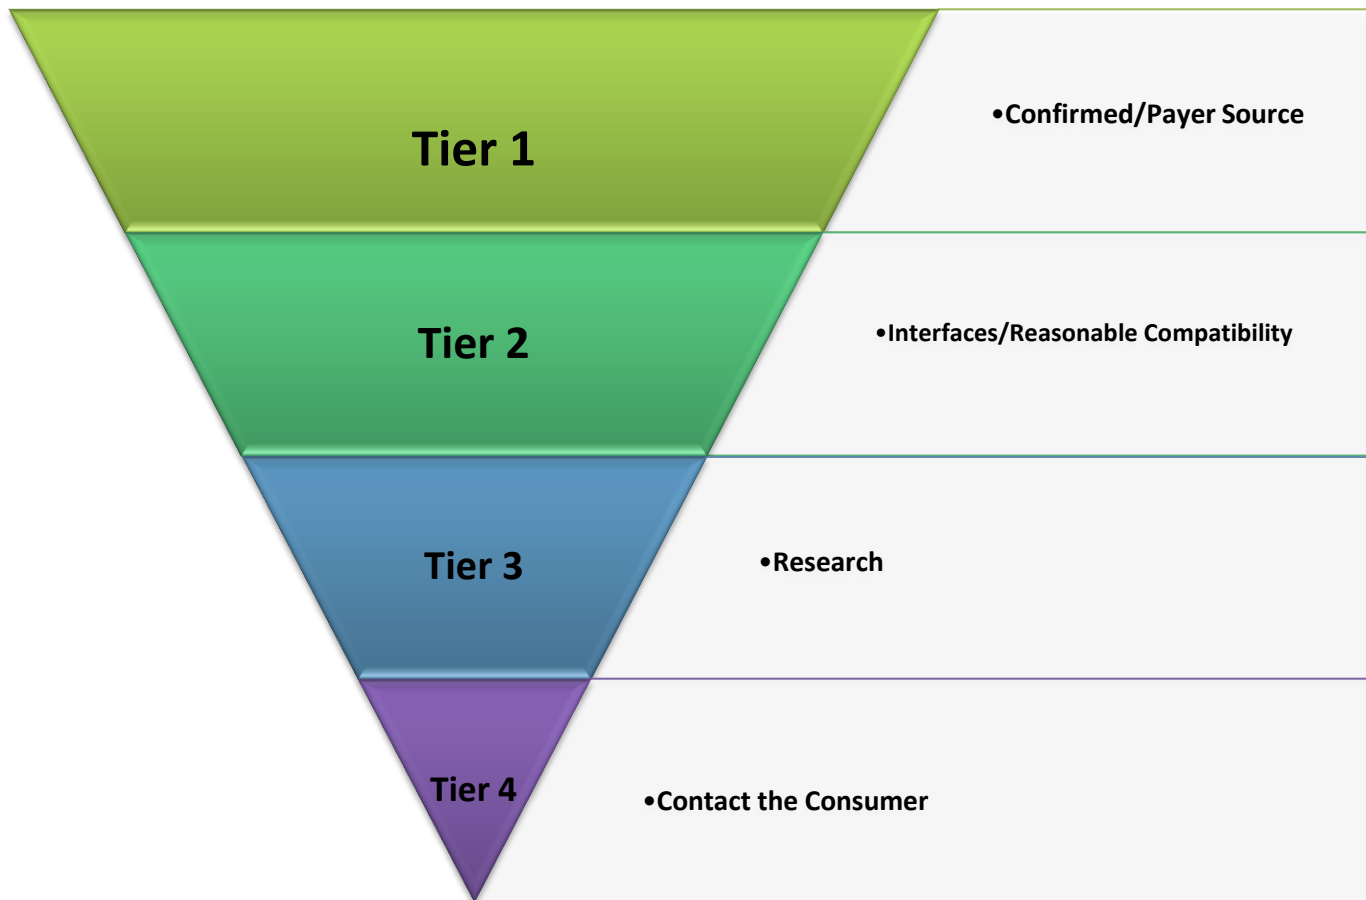 Tier 1
•Confirmed/Payer Source
Tier 2
•Interfaces/Reasonable Compatibility
Tier 3
•Research
Tier 4
•Contact the Consumer